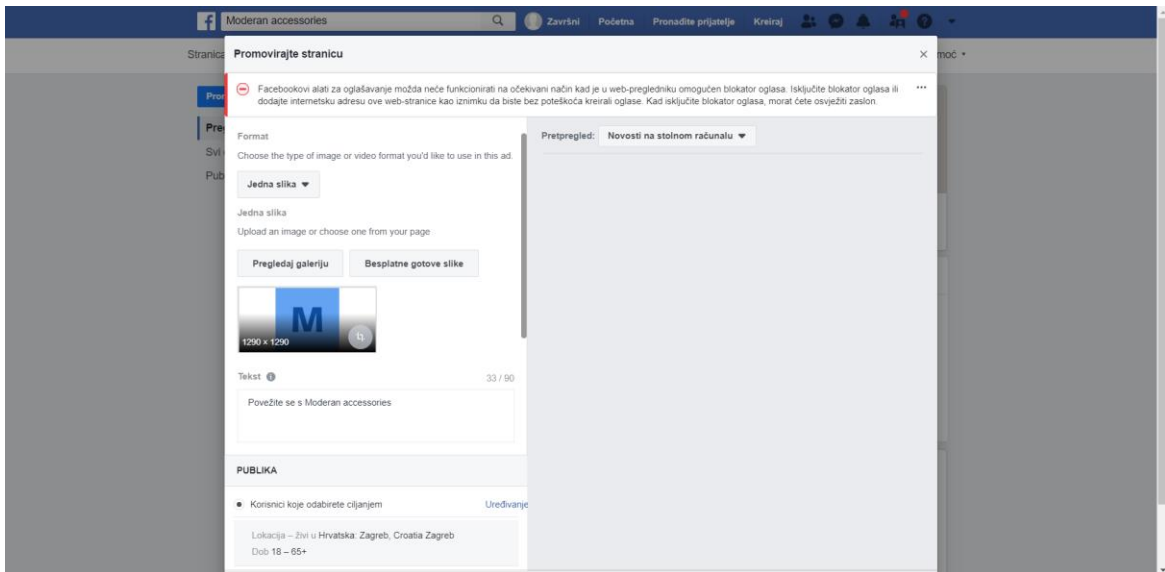 Moderan accessories
Završni Početna Pronađite prijatelje Kreiraj
Stranica
moć
Promovirajte stranicu
Facebookovi alati za oglašavanje možda neće funkcionirati na očekivani način kad je u web-pregledniku omogućen blokator oglasa. Isključite blokator oglasa ili
dodajte internetsku adresu ove web-stranice kao iznimku da biste bez poteškoća kreirali oglase. Kad isključite blokator oglasa, morat ćete osvježiti zaslon.
Pro
Pre
Svi
Pub
Format
Choose the type of image or video format you'd like to use in this ad.
Jedna slika
Jedna slika
Upload an image or choose one from your page
Pregledaj galeriju
Besplatne gotove slike
M
1290 × 1290
Tekst
33 / 90
Povežite se s Moderan accessories
PUBLIKA
Korisnici koje odabirete ciljanjem
Uređivanje
Lokacija – živi u Hrvatska: Zagreb, Croatia Zagreb
Dob 18 – 65+
Pretpregled: Novosti na stolnom računalu